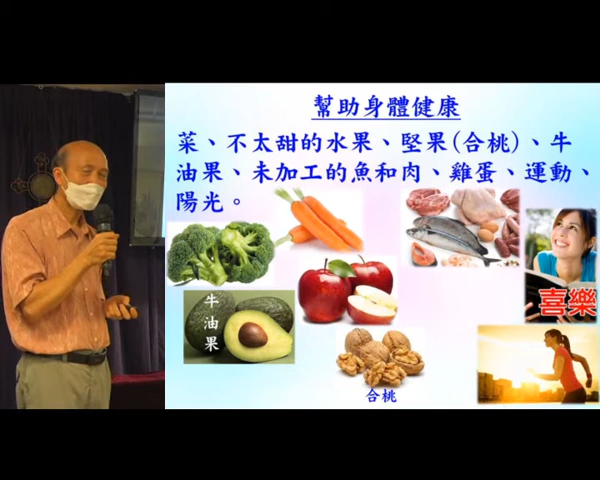 幫助身體健康
菜、不太甜的水果、堅果(合桃)、牛
油果、未加工的魚和肉、雞蛋、運動、
陽光。
牛油果
喜樂
合桃